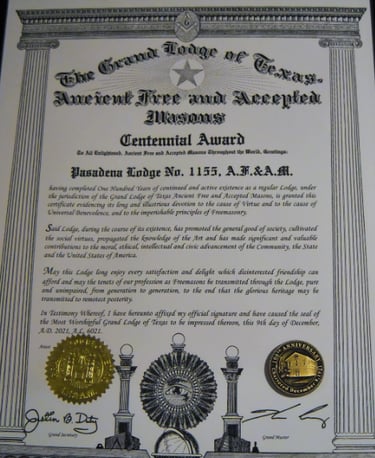 G
The Grand Lodge of Texas.
Ancient Free and Accepted
Masons
Centennial Award
To All Enlightened, Ancient Free and Accepted Masons Throughout the World, Greetings:
Pasadena Lodge No. 1155, A.F.&A.M.
having completed One Hundred Years of continued and active existence as a regular Lodge, under
the jurisdiction of the Grand Lodge of Texas Ancient Free and Accepted Mason, is granted this
certificate evidencing its long and illustrious devotion to the cause of Virtue and to the cause of
Universal Benevolence, and to the imperishable principles of Freemasonry.
Said Lodge, during the course of its existence, has promoted the general good of society, cultivated
the social virtues, propagated the knowledge of the Art and has made significant and valuable
contributions to the moral, ethical, intellectual and civic advancement of the Community, the State
and the United States of America.
May this Lodge long enjoy every satisfaction and delight which disinterested friendship can
afford and may the tenets of our profession as Freemasons be transmitted through the Lodge, pure
and unimpaired, from generation to generation, to the end that the glorious heritage may be
transmitted to remotest posterity.
In Testimony Whereof, I have hereunto affixed my official signature and have caused the seal of
the Most Worshipful Grand Lodge of Texas to be impressed thereon, this 9th day of December,
A.D. 2021, A.L. 6021.
Attest:
ANNIVERSARY
Grand Secretary
Grand Master